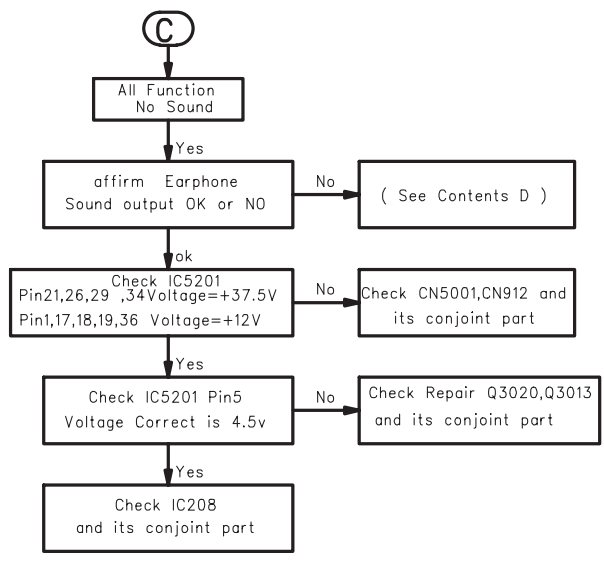 C
All Function
No Sound
Yes
affirm Earphone
Sound output OK or NO
No
( See Contents D )
ok
Check IC5201
Pin21,26,29 ,34Voltage=+37.5V
Pin1,17,18,19,36 Voltage=+12V
No
Check CN5001,CN912 and
its conjoint part
Yes
Check IC5201 Pin5
Voltage Correct is 4.5v
No
Check Repair Q3020,Q3013
and its conjoint part
Yes
Check IC208
and its conjoint part